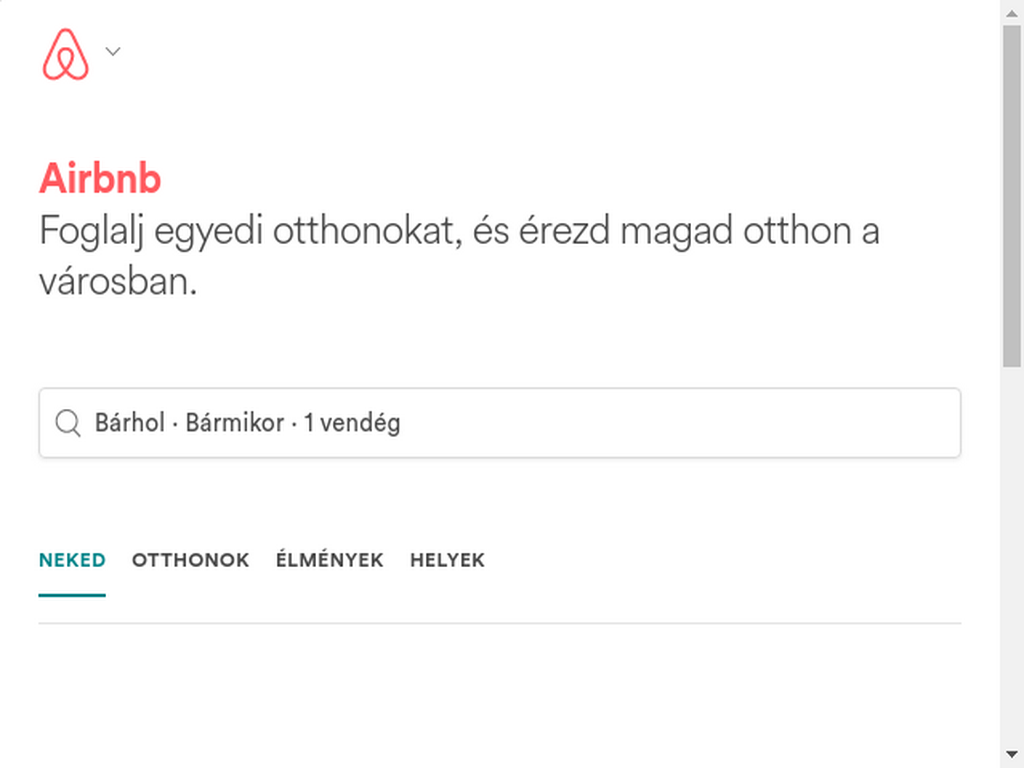 Airbnb
Foglalj egyedi otthonokat, és érezd magad otthon a
városban.
Bárhol · Bármikor · 1 vendég
NEKED OTTHONOK ÉLMÉNYEK HELYEK